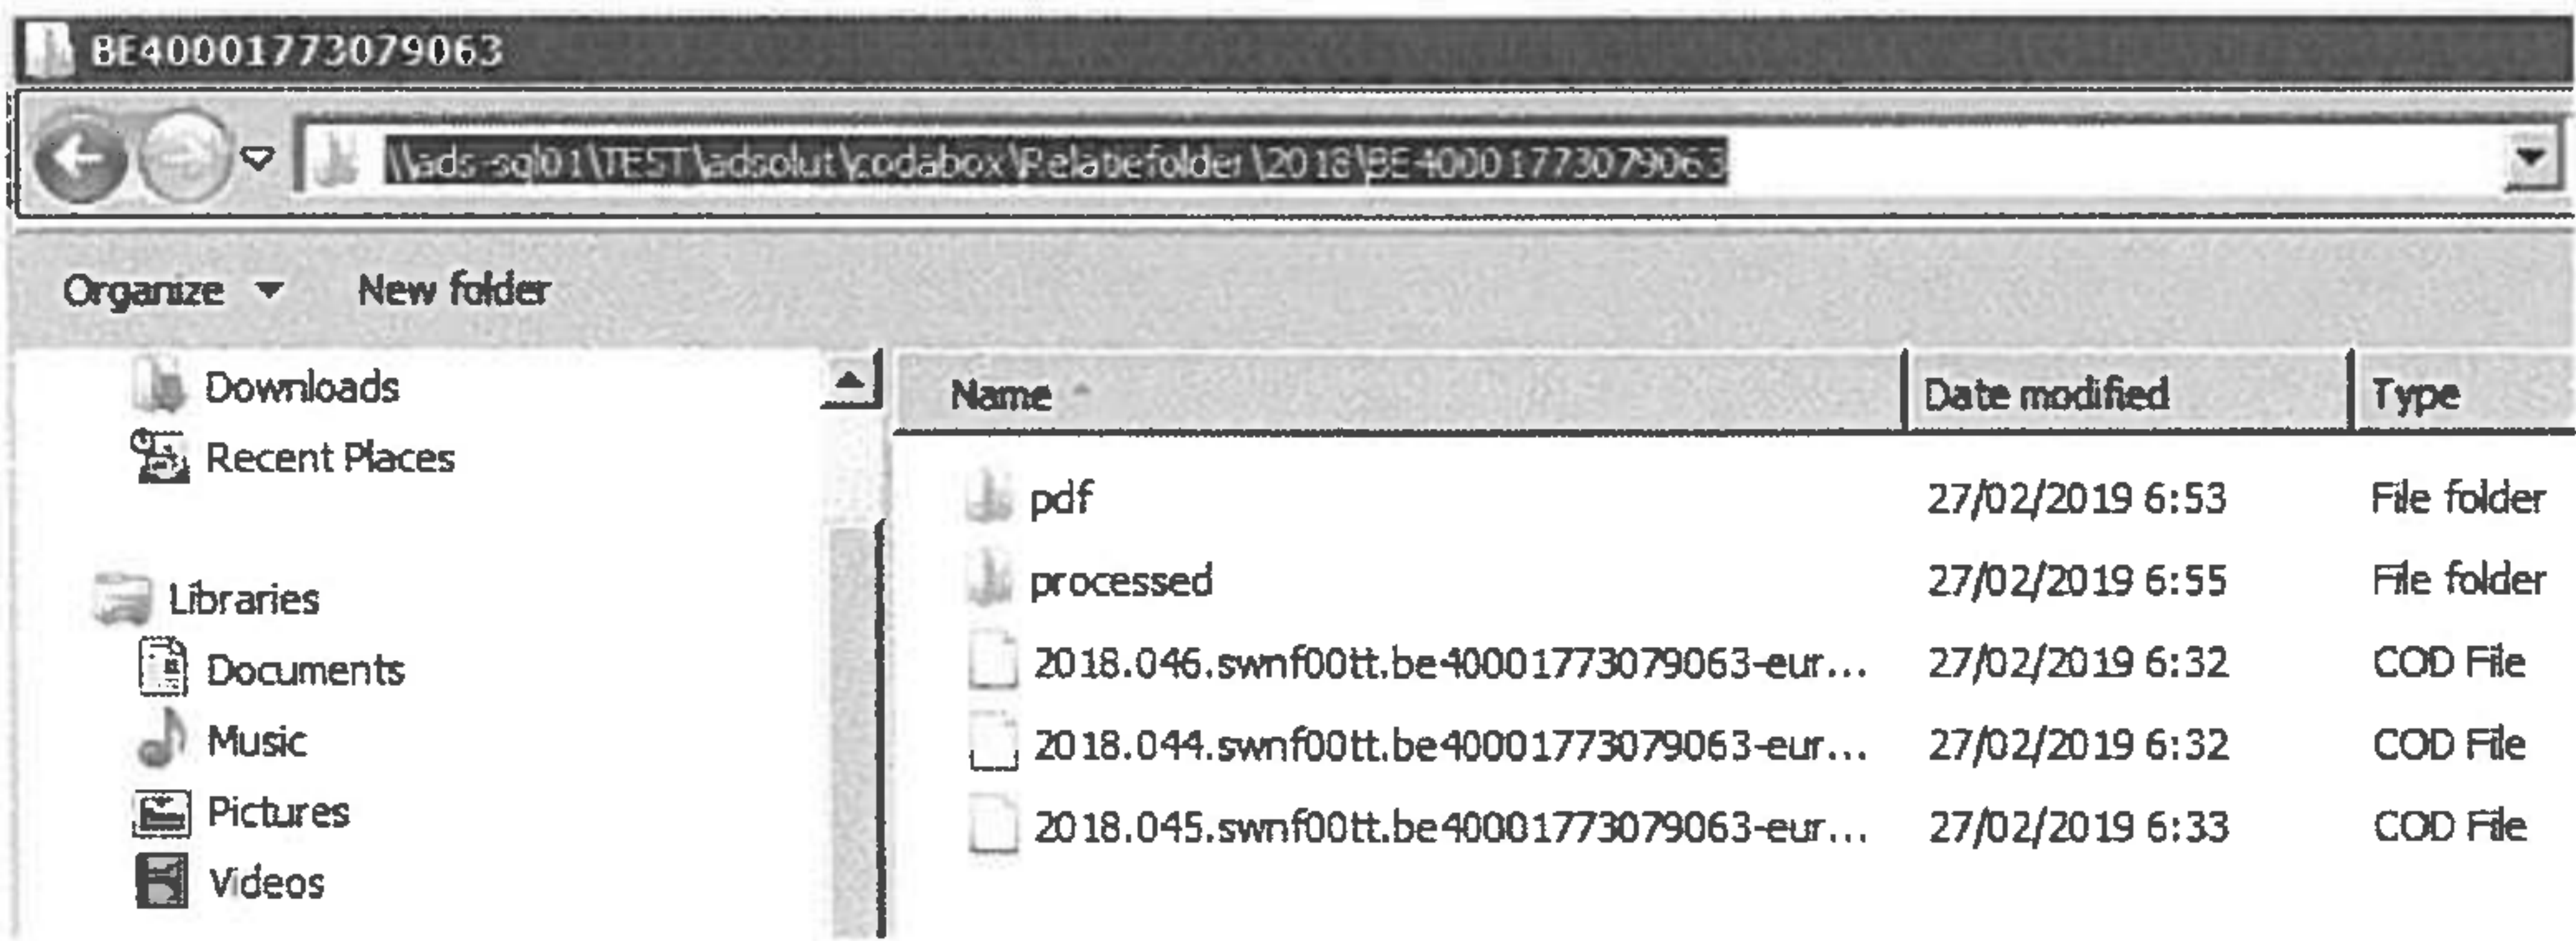 BE40001773079063
\\ads-sql01\TEST\adsolut\codabox\Relatiefolder\2018\BE40001773079063
Organize New folder
Downloads
Recent Places
Libraries
Documents
Music
Pictures
Videos
Name Date modified Type
pdf 27/02/2019 6:53 File folder
processed 27/02/2019 6:55 File folder
2018.046.swnf00tt.be40001773079063-eur... 27/02/2019 6:32 COD File
2018.044.swnf00tt.be40001773079063-eur... 27/02/2019 6:32 COD File
2018.045.swnf00tt.be40001773079063-eur... 27/02/2019 6:33 COD File